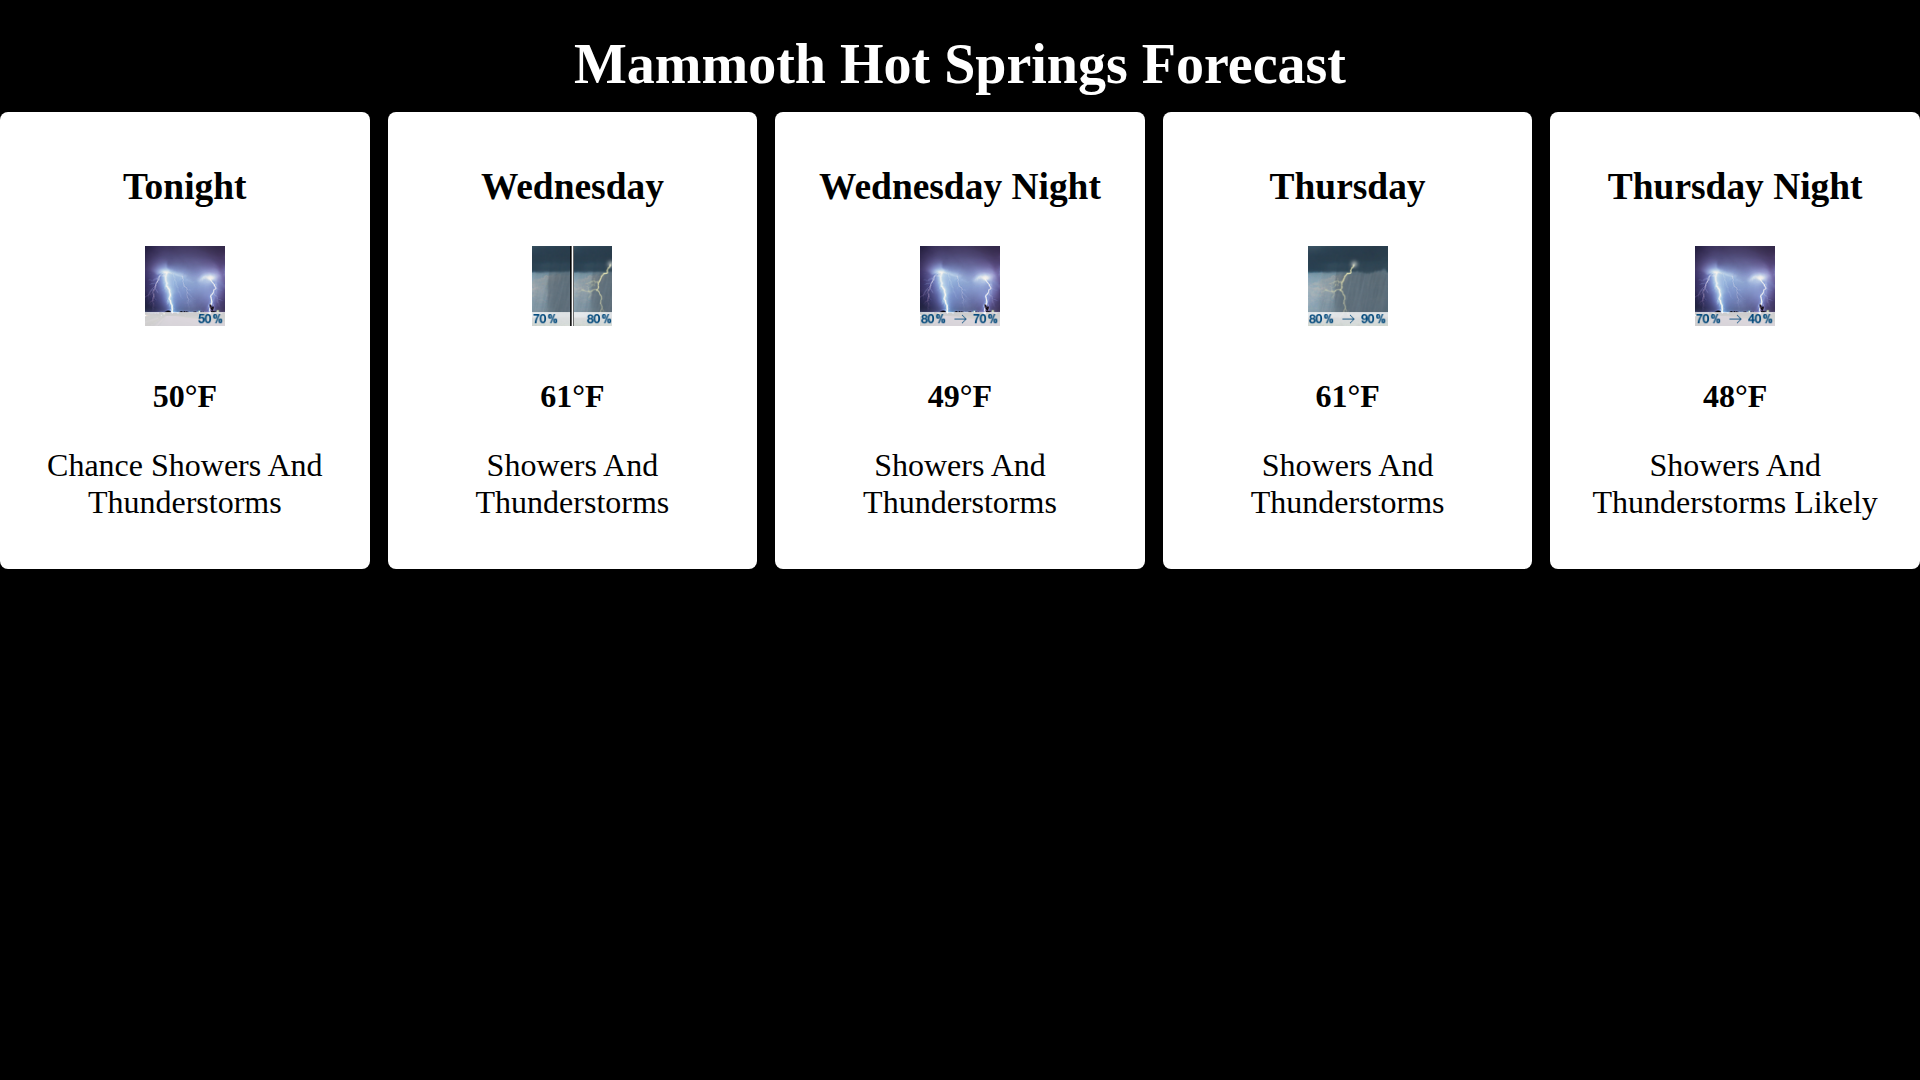 Mammoth Hot Springs Forecast
Tonight
50%
50°F
Chance Showers And
Thunderstorms
Wednesday
70% 80%
61°F
Showers And
Thunderstorms
Wednesday Night
80% → 70%
49°F
Showers And
Thunderstorms
Thursday
80% → 90%
61°F
Showers And
Thunderstorms
Thursday Night
70% → 40%
48°F
Showers And
Thunderstorms Likely